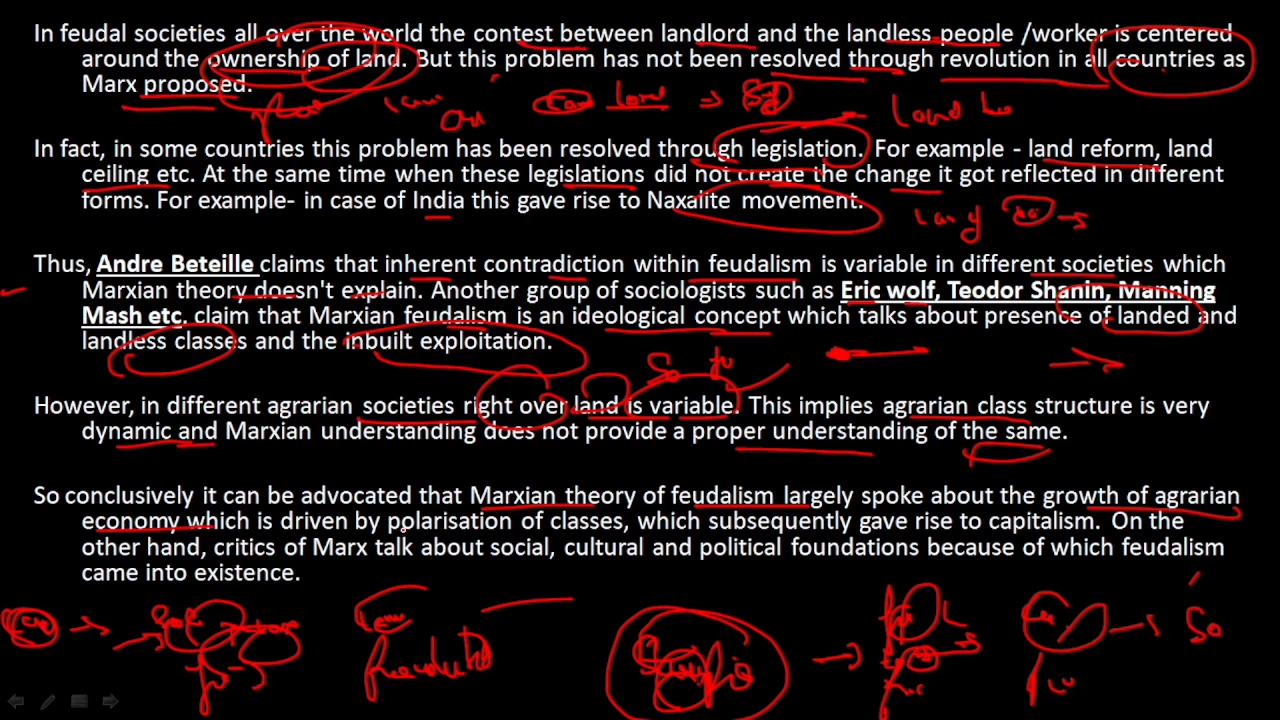 In feudal societies all over the world the contest between landlord and the landless people /worker is centered
around the ownership of land. But this problem has not been resolved through revolution in all countries as
Marx proposed.
In fact, in some countries this problem has been resolved through legislation. For example - land reform, land
ceiling etc. At the same time when these legislations did not create the change it got reflected in different
forms. For example- in case of India this gave rise to Naxalite movement.
Thus, Andre Beteille claims that inherent contradiction within feudalism is variable in different societies which
Marxian theory doesn't explain. Another group of sociologists such as Eric wolf, Teodor Shanin, Manning
Mash etc. claim that Marxian feudalism is an ideological concept which talks about presence of landed and
landless classes and the inbuilt exploitation.
However, in different agrarian societies right over land is variable. This implies agrarian class structure is very
dynamic and Marxian understanding does not provide a proper understanding of the same.
So conclusively it can be advocated that Marxian theory of feudalism largely spoke about the growth of agrarian
economy which is driven by polarisation of classes, which subsequently gave rise to capitalism. On the
other hand, critics of Marx talk about social, cultural and political foundations because of which feudalism
came into existence.